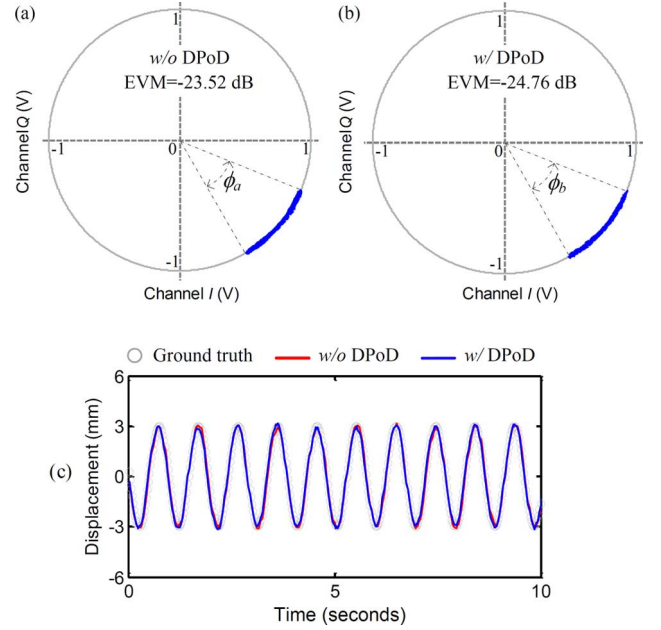 (a)
1
w/o DPoD
EVM=-23.52 dB
Channel Q (V)
-1
0
1
ϕa
-1
Channel I (V)
(b)
1
w/ DPoD
EVM=-24.76 dB
Channel Q (V)
-1
0
1
ϕb
-1
Channel I (V)
Ground truth w/o DPoD w/ DPoD
(c)
Displacement (mm)
6
3
0
-3
-6
0 5 10
Time (seconds)